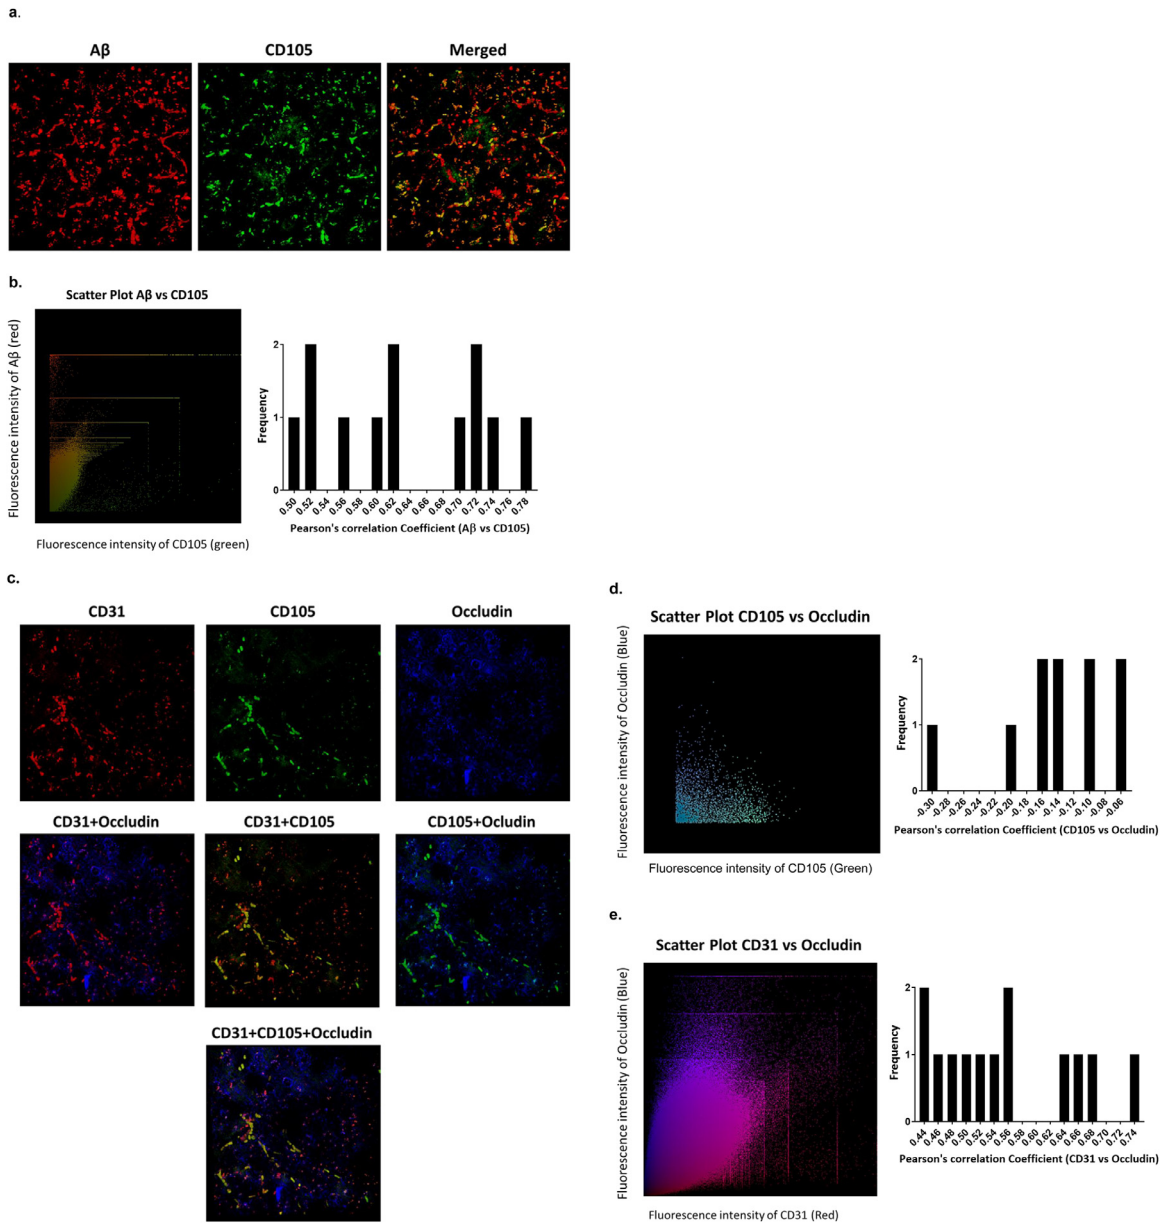 a.
Aβ CD105 Merged
b.
Scatter Plot Aβ vs CD105
Fluorescence intensity of Aβ (red)
Fluorescence intensity of CD105 (green)
Frequency
2
1
0
0.50 0.52 0.54 0.56 0.58 0.60 0.62 0.64 0.66 0.68 0.70 0.72 0.74 0.76 0.78
Pearson's correlation Coefficient (Aβ vs CD105)
c.
CD31 CD105 Occludin
CD31+Occludin CD31+CD105 CD105+Ocludin
CD31+CD105+Occludin
d.
Scatter Plot CD105 vs Occludin
Fluorescence intensity of Occludin (Blue)
Fluorescence intensity of CD105 (Green)
Frequency
2
1
0
-0.30 -0.28 -0.26 -0.24 -0.22 -0.20 -0.18 -0.16 -0.14 -0.12 -0.10 -0.08 -0.06
Pearson's correlation Coefficient (CD105 vs Occludin)
e.
Scatter Plot CD31 vs Occludin
Fluorescence intensity of Occludin (Blue)
Fluorescence intensity of CD31 (Red)
Frequency
2
1
0
0.44 0.46 0.48 0.50 0.52 0.54 0.56 0.58 0.60 0.62 0.64 0.66 0.68 0.70 0.72 0.74
Pearson's correlation Coefficient (CD31 vs Occludin)